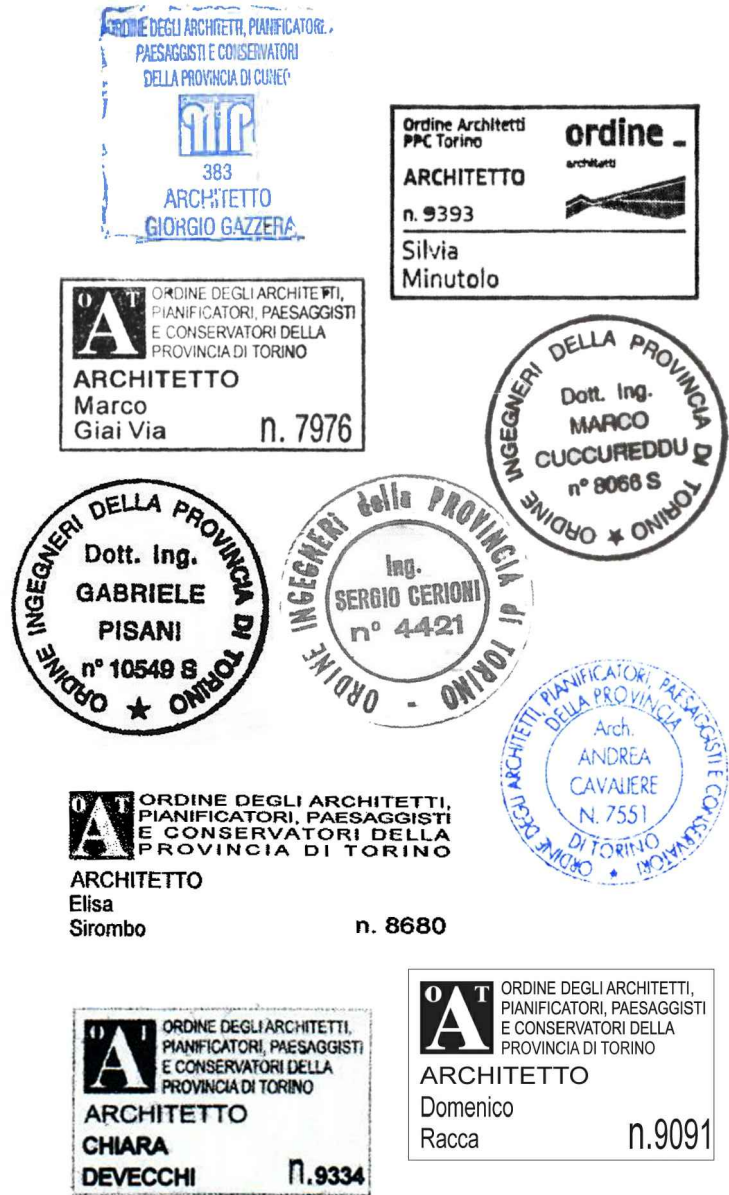 ORDINE DEGLI ARCHITETTI, PIANIFICATORI,
PAESAGGISTI E CONSERVATORI
DELLA PROVINCIA DI CUNEO
383
ARCHITETTO
GIORGIO GAZZERA
Ordine Architetti
PPC Torino
ARCHITETTO
n. 9393
Silvia
Minutolo
ordine
architetti
O A T
ORDINE DEGLI ARCHITETTI,
PIANIFICATORI, PAESAGGISTI
E CONSERVATORI DELLA
PROVINCIA DI TORINO
ARCHITETTO
Marco
Giai Via
n. 7976
ORDINE INGEGNERI DELLA PROVINCIA DI TORINO
Dott. Ing.
MARCO
CUCCUREDDU
n° 8066 S
ORDINE INGEGNERI DELLA PROVINCIA DI TORINO
Dott. Ing.
GABRIELE
PISANI
n° 10549 S
ORDINE INGEGNERI della PROVINCIA di TORINO -
Ing.
SERGIO CERIONI
n° 4421
ORDINE DEGLI ARCHITETTI, PIANIFICATORI, PAESAGGISTI E CONSERVATORI
DELLA PROVINCIA
Arch.
ANDREA
CAVALIERE
N. 7551
DI TORINO
O A T
ORDINE DEGLI ARCHITETTI,
PIANIFICATORI, PAESAGGISTI
E CONSERVATORI DELLA
PROVINCIA DI TORINO
ARCHITETTO
Elisa
Sirombo
n. 8680
O A T
ORDINE DEGLI ARCHITETTI,
PIANIFICATORI, PAESAGGISTI
E CONSERVATORI DELLA
PROVINCIA DI TORINO
ARCHITETTO
CHIARA
DEVECCHI
n.9334
O A T
ORDINE DEGLI ARCHITETTI,
PIANIFICATORI, PAESAGGISTI
E CONSERVATORI DELLA
PROVINCIA DI TORINO
ARCHITETTO
Domenico
Racca
n.9091